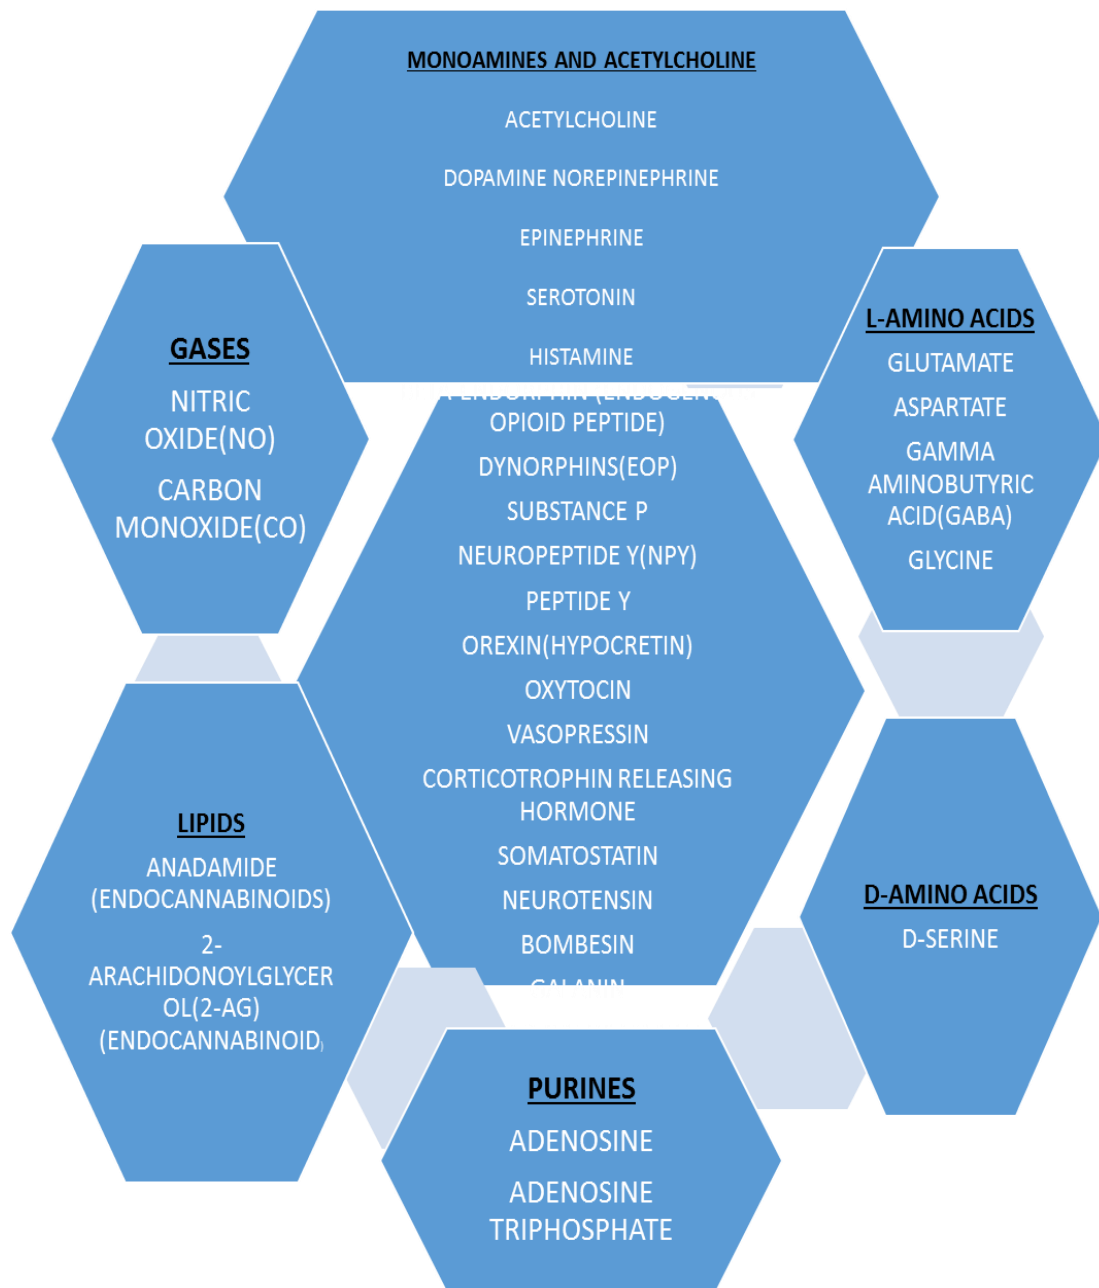 MONOAMINES AND ACETYLCHOLINE
ACETYLCHOLINE
DOPAMINE NOREPINEPHRINE
EPINEPHRINE
SEROTONIN
HISTAMINE
GASES
NITRIC
OXIDE(NO)
CARBON
MONOXIDE(CO)
L-AMINO ACIDS
GLUTAMATE
ASPARTATE
GAMMA
AMINOBUTYRIC
ACID(GABA)
GLYCINE
OPIOID PEPTIDE)
DYNORPHINS(EOP)
SUBSTANCE P
NEUROPEPTIDE Y(NPY)
PEPTIDE Y
OREXIN(HYPOCRETIN)
OXYTOCIN
VASOPRESSIN
CORTICOTROPHIN RELEASING
HORMONE
SOMATOSTATIN
NEUROTENSIN
BOMBESIN
GALANIN
LIPIDS
ANADAMIDE
(ENDOCANNABINOIDS)
2-
ARACHIDONOYLGLYCER
OL(2-AG)
(ENDOCANNABINOID)
D-AMINO ACIDS
D-SERINE
PURINES
ADENOSINE
ADENOSINE
TRIPHOSPHATE